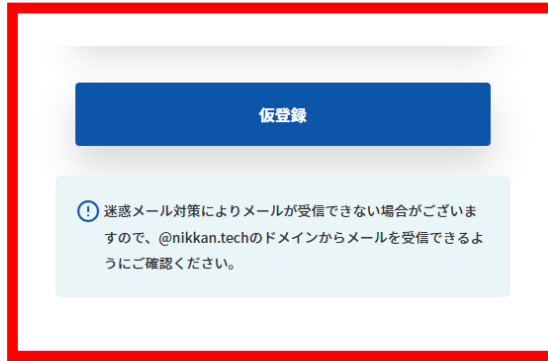 仮登録
迷惑メール対策によりメールが受信できない場合がございま
すので、@nikkan.techのドメインからメールを受信できるよ
うにご確認ください。